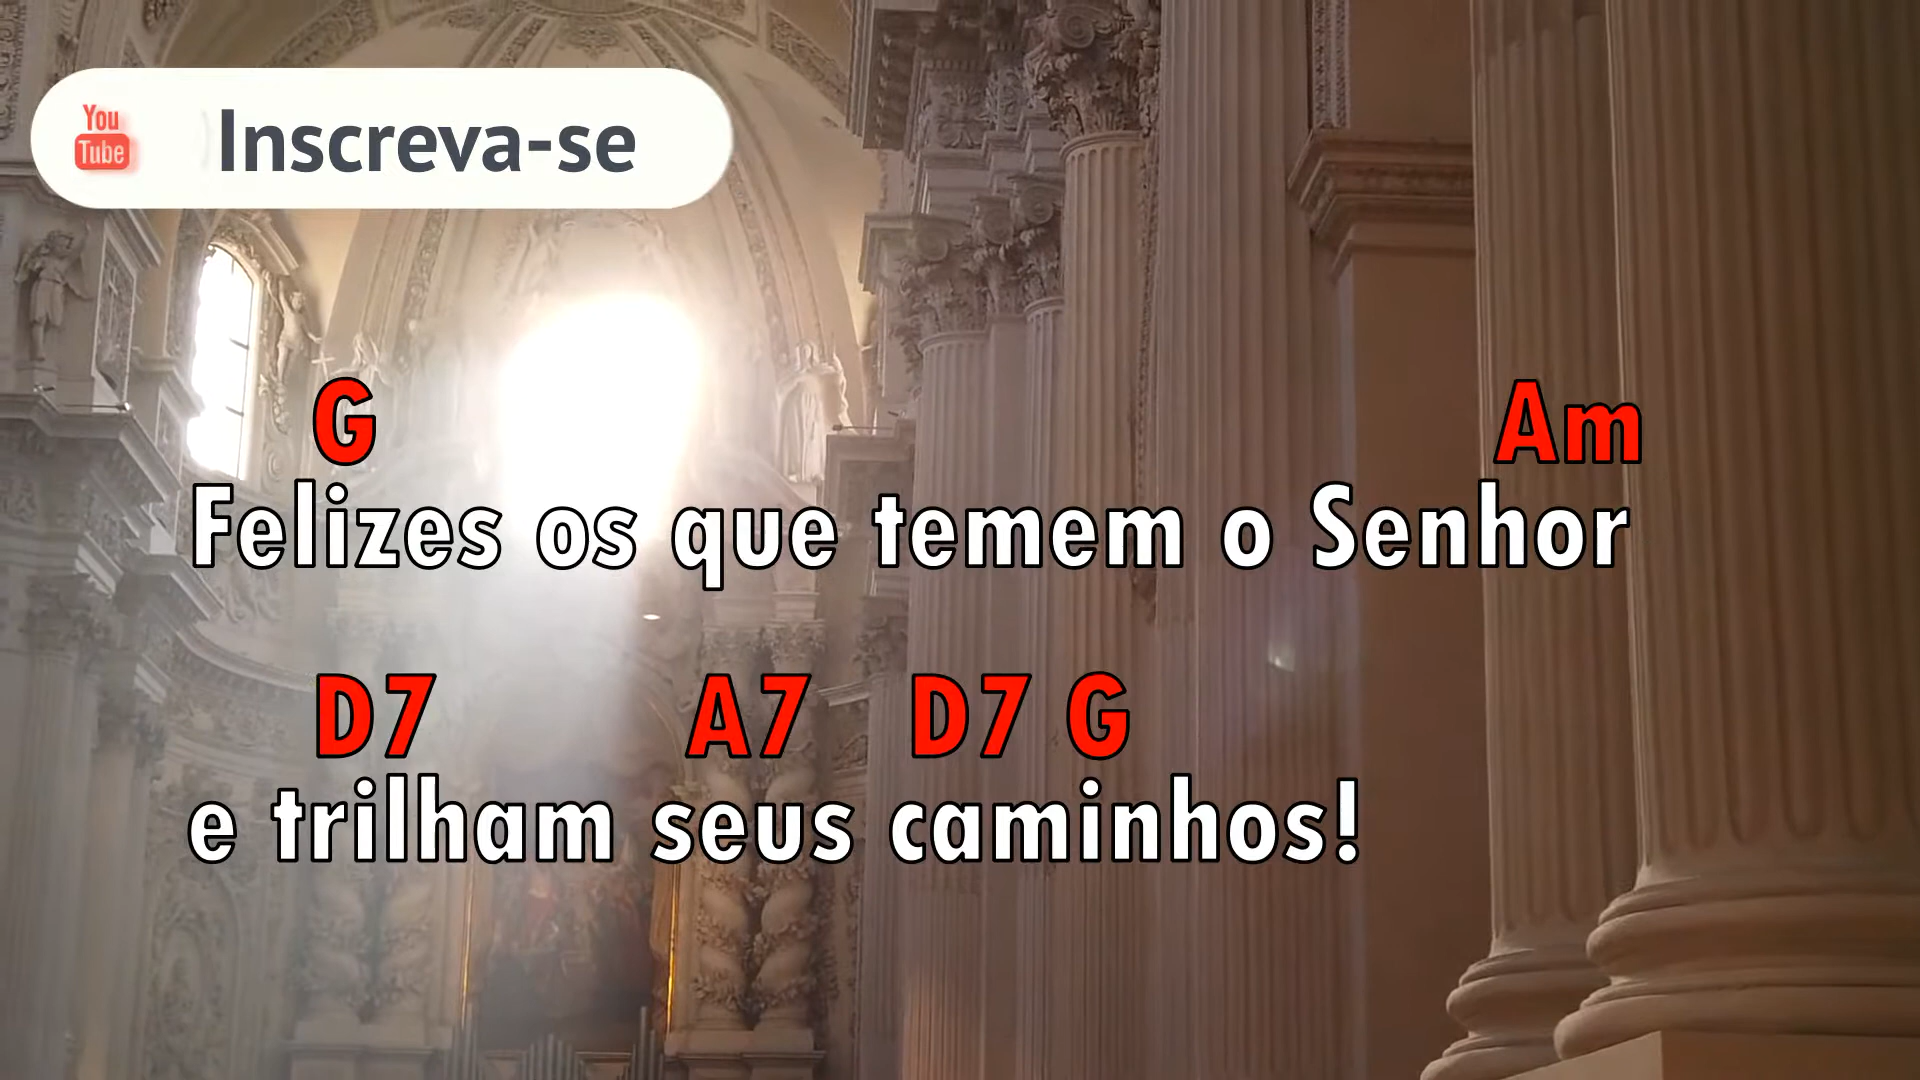 You
Tube
Inscreva-se
G Am
Felizes os que temem o Senhor
D7 A7 D7 G
e trilham seus caminhos!